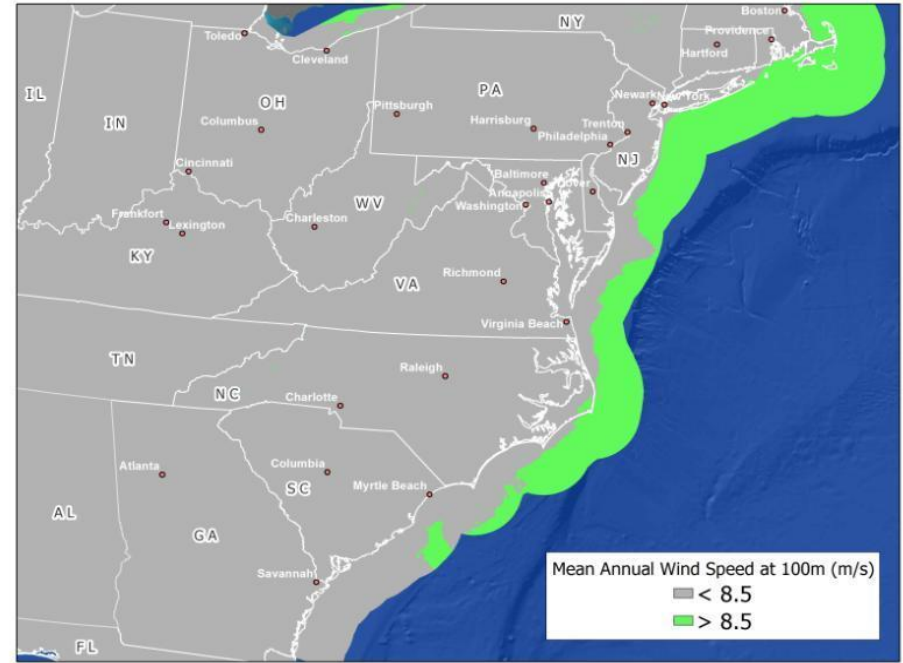 NY
Boston
Toledo
Providence
Cleveland
Hartford
IL
PA
OH
Newark
New York
IN
Pittsburgh
Columbus
Harrisburg
Trenton
Philadelphia
NJ
Cincinnati
Baltimore
Dover
Annapolis
WV
Washington
Frankfort
Charleston
Lexington
KY
Richmond
VA
Virginia Beach
TN
Raleigh
NC
Charlotte
Atlanta
Columbia
SC
Myrtle Beach
AL
GA
Savannah
FL
Mean Annual Wind Speed at 100m (m/s)
< 8.5
> 8.5